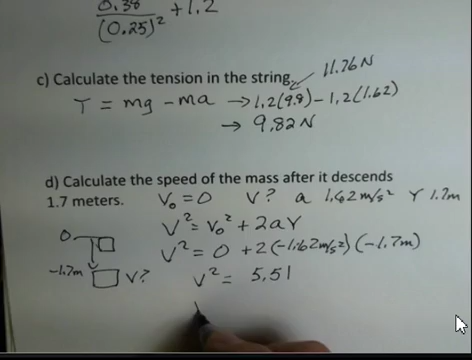 0.38
(0.25)² + 1.2
c) Calculate the tension in the string. 11.76N
T = mg - ma → 1.2(9.8) - 1.2(1.62)
→ 9.82N
d) Calculate the speed of the mass after it descends
1.7 meters. V₀ = 0 V? a 1.62 m/s² Y 1.7m
V² = V₀² + 2aY
0 V² = 0 + 2(-1.62 m/s²)(-1.7m)
-1.7m V? V² = 5.51